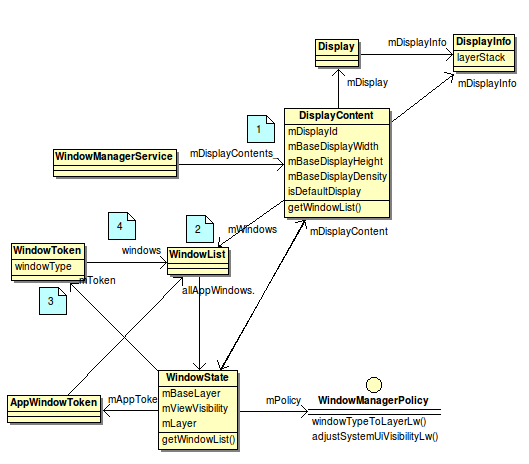 Display
mDisplayInfo
DisplayInfo
layerStack
mDisplay
mDisplayInfo
1
DisplayContent
mDisplayId
mBaseDisplayWidth
mBaseDisplayHeight
mBaseDisplayDensity
isDefaultDisplay
getWindowList()
WindowManagerService
mDisplayContents
4
2
mWindows
mDisplayContent
WindowToken
windowType
windows
WindowList
mToken
3
allAppWindows.
AppWindowToken
mAppToke
WindowState
mBaseLayer
mViewVisibility
mLayer
getWindowList()
mPolicy
WindowManagerPolicy
windowTypeToLayerLw()
adjustSystemUiVisibilityLw()